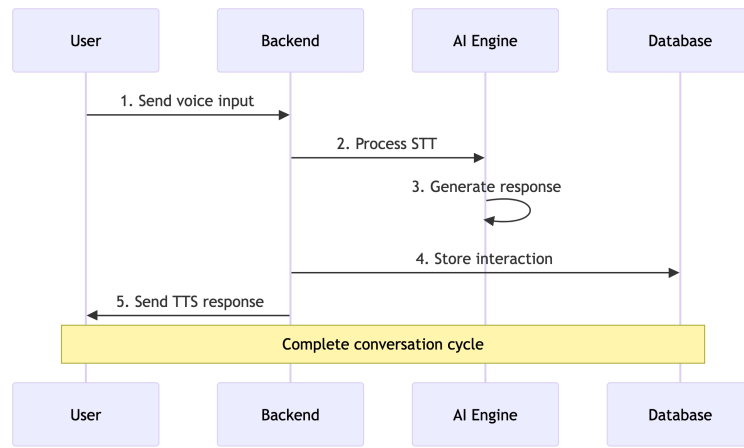 User
Backend
AI Engine
Database
1. Send voice input
2. Process STT
3. Generate response
4. Store interaction
5. Send TTS response
Complete conversation cycle
User
Backend
AI Engine
Database